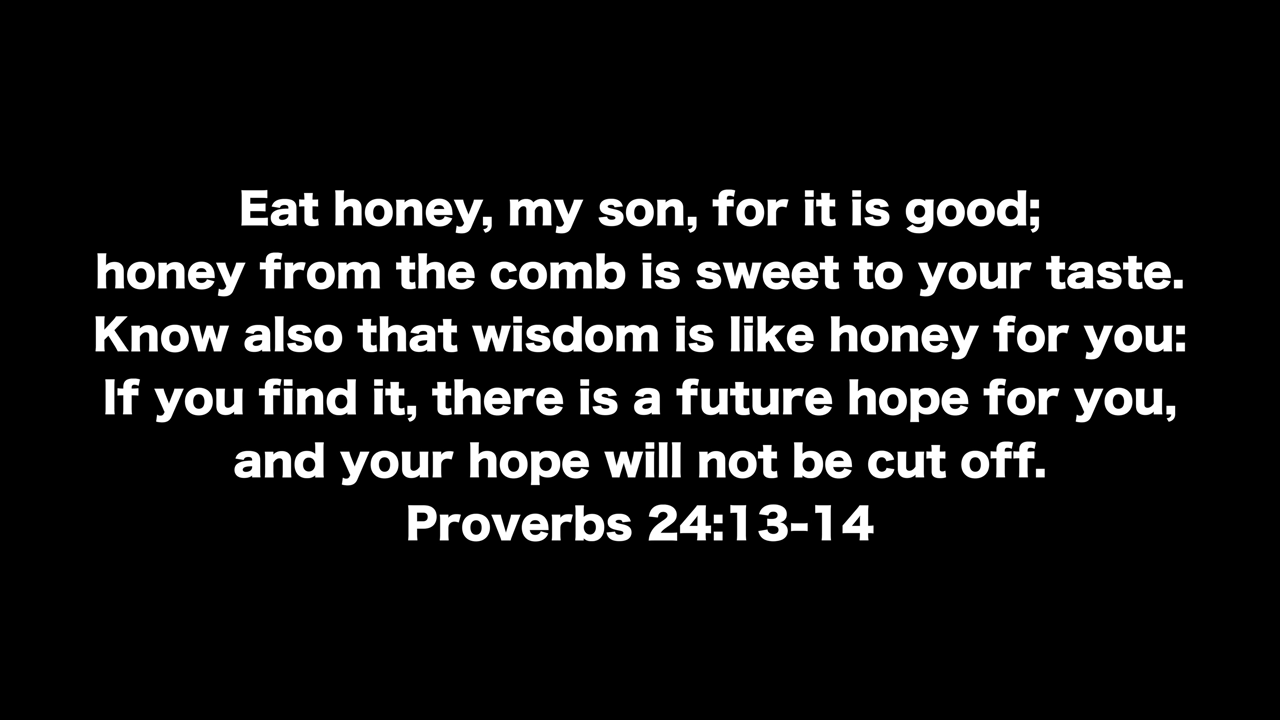 Eat honey, my son, for it is good;
honey from the comb is sweet to your taste.
Know also that wisdom is like honey for you:
If you find it, there is a future hope for you,
and your hope will not be cut off.
Proverbs 24:13-14